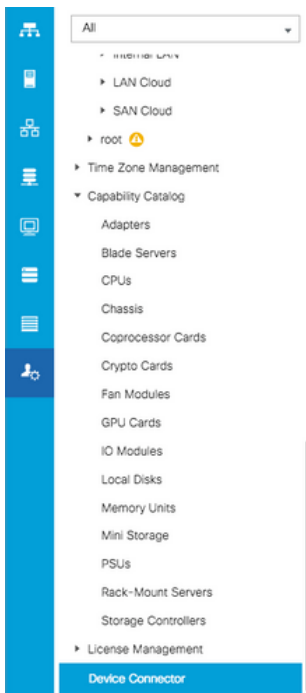 All
Internal LAN
LAN Cloud
SAN Cloud
root
Time Zone Management
Capability Catalog
Adapters
Blade Servers
CPUs
Chassis
Coprocessor Cards
Crypto Cards
Fan Modules
GPU Cards
IO Modules
Local Disks
Memory Units
Mini Storage
PSUs
Rack-Mount Servers
Storage Controllers
License Management
Device Connector